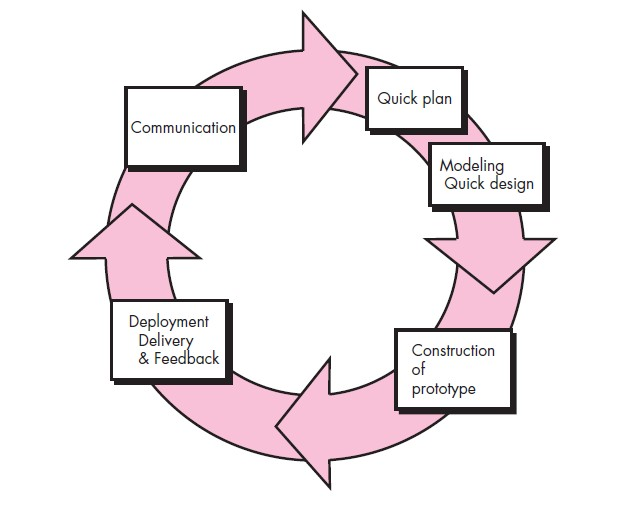 Communication
Quick plan
Modeling
Quick design
Construction
of
prototype
Deployment
Delivery
& Feedback